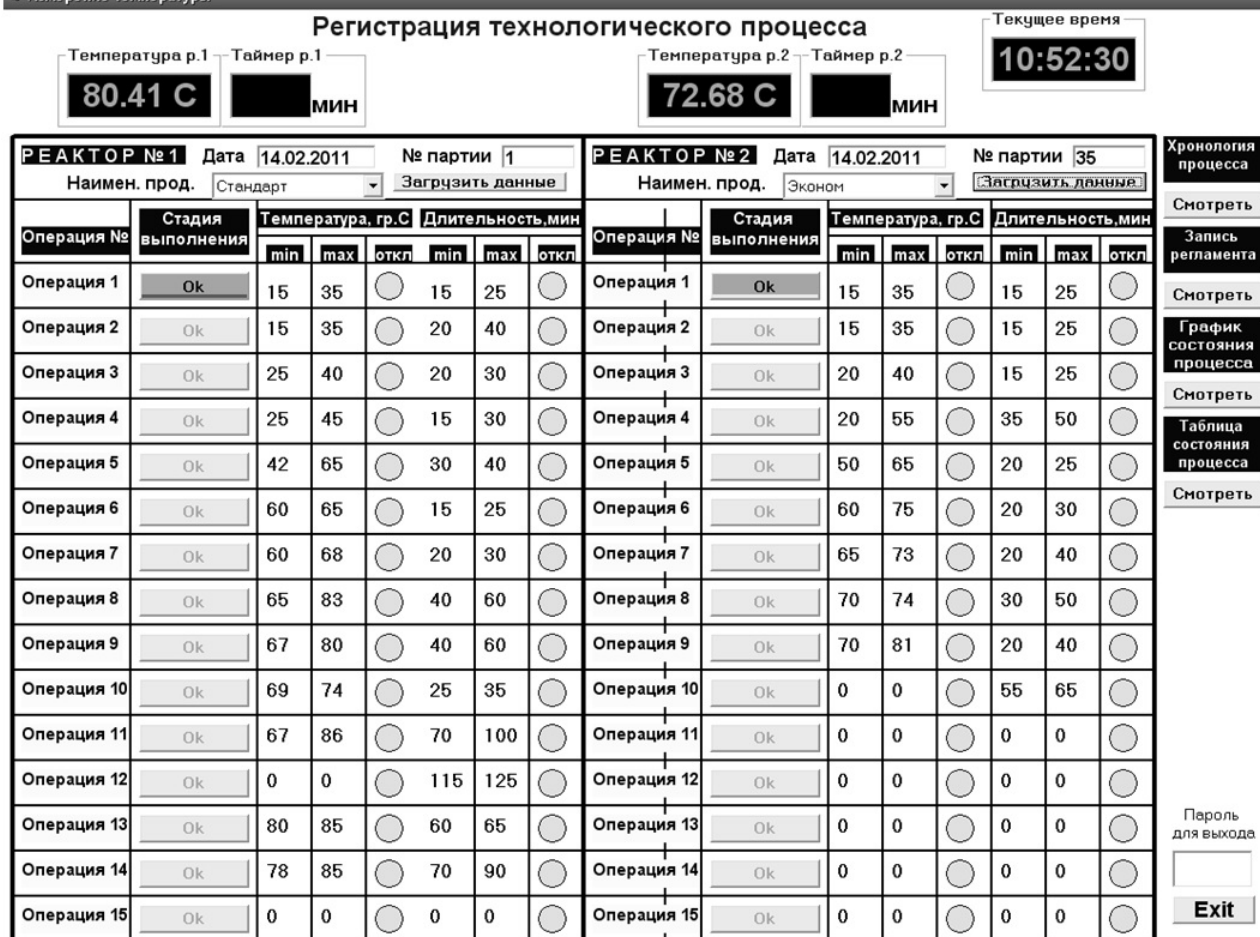 Регистрация технологического процесса
Текущее время
10:52:30
Температура р.1 Таймер р.1
80.41 C мин
Температура р.2 Таймер р.2
72.68 C мин
РЕАКТОР №1 Дата 14.02.2011 № партии 1
Наимен. прод. Стандарт Загрузить данные
Операция № Стадия выполнения Температура, гр.С Длительность,мин
min max откл min max откл
Операция 1 Ok 15 35 15 25
Операция 2 Ok 15 35 20 40
Операция 3 Ok 25 40 20 30
Операция 4 Ok 25 45 15 30
Операция 5 Ok 42 65 30 40
Операция 6 Ok 60 65 15 25
Операция 7 Ok 60 68 20 30
Операция 8 Ok 65 83 40 60
Операция 9 Ok 67 80 40 60
Операция 10 Ok 69 74 25 35
Операция 11 Ok 67 86 70 100
Операция 12 Ok 0 0 115 125
Операция 13 Ok 80 85 60 65
Операция 14 Ok 78 85 70 90
Операция 15 Ok 0 0 0 0
РЕАКТОР №2 Дата 14.02.2011 № партии 35
Наимен. прод. Эконом Загрузить данные
Операция № Стадия выполнения Температура, гр.С Длительность,мин
min max откл min max откл
Операция 1 Ok 15 35 15 25
Операция 2 Ok 15 35 15 25
Операция 3 Ok 20 40 15 25
Операция 4 Ok 20 55 35 50
Операция 5 Ok 50 65 20 25
Операция 6 Ok 60 75 20 30
Операция 7 Ok 65 73 20 40
Операция 8 Ok 70 74 30 50
Операция 9 Ok 70 81 20 40
Операция 10 Ok 0 0 55 65
Операция 11 Ok 0 0 0 0
Операция 12 Ok 0 0 0 0
Операция 13 Ok 0 0 0 0
Операция 14 Ok 0 0 0 0
Операция 15 Ok 0 0 0 0
Хронология
процесса
Смотреть
Запись
регламента
Смотреть
График
состояния
процесса
Смотреть
Таблица
состояния
процесса
Смотреть
Пароль
для выхода
Exit